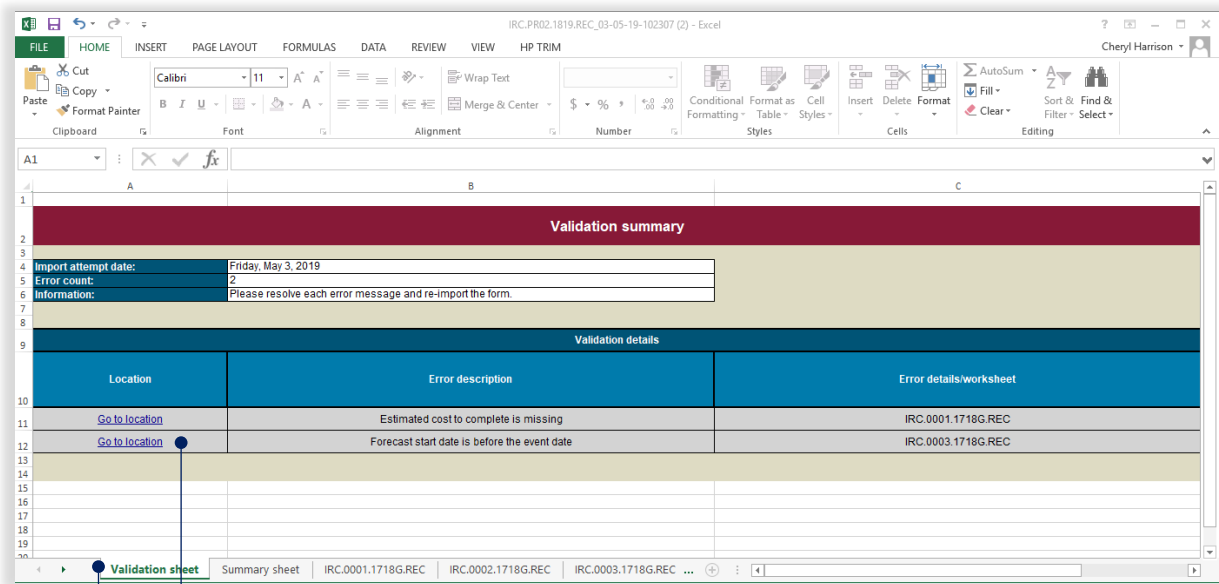 IRC.PR02.1819.REC_03-05-19-102307 (2) - Excel
FILE HOME INSERT PAGE LAYOUT FORMULAS DATA REVIEW VIEW HP TRIM Cheryl Harrison
Paste Cut Copy Format Painter
Calibri 11
B I U A A A
Wrap Text
Merge & Center
$ % ,
Conditional Formatting Format as Table Cell Styles
Insert Delete Format
AutoSum Fill Clear
Sort & Filter Find & Select
Clipboard Font Alignment Number Styles Cells Editing
A1 fx
A B C
1
2 Validation summary
3
4 Import attempt date: Friday, May 3, 2019
5 Error count: 2
6 Information: Please resolve each error message and re-import the form.
7
8
9 Validation details
10 Location Error description Error details/worksheet
11 Go to location Estimated cost to complete is missing IRC.0001.1718G.REC
12 Go to location Forecast start date is before the event date IRC.0003.1718G.REC
13
14
15
16
17
18
19
20
Validation sheet Summary sheet IRC.0001.1718G.REC IRC.0002.1718G.REC IRC.0003.1718G.REC ...